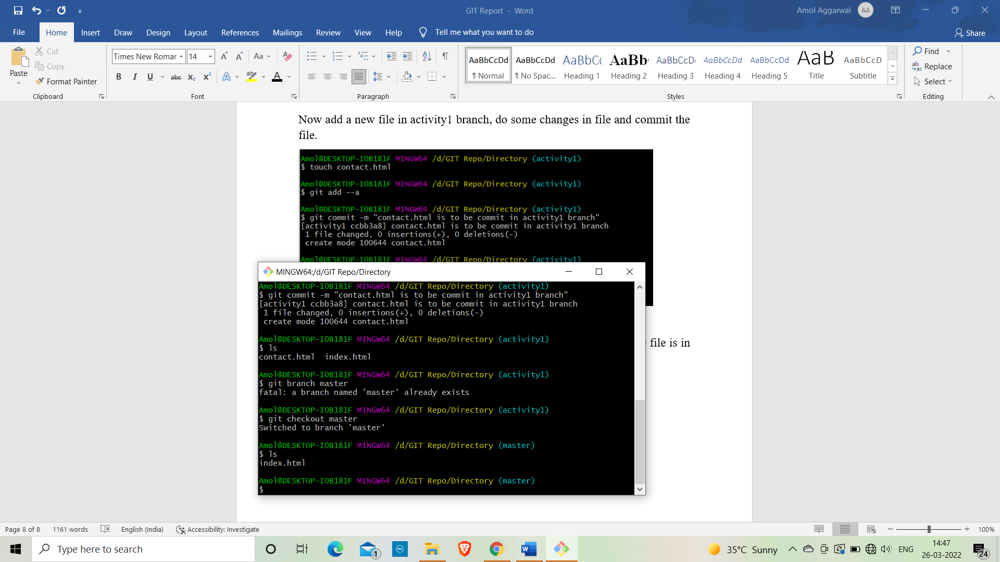 GIT Report - Word
Amol Aggarwal AA
File Home Insert Draw Design Layout References Mailings Review View Help Tell me what you want to do Share
Paste
Cut
Copy
Format Painter
Clipboard
Times New Romar 14
Font
Paragraph
AaBbCcDd AaBbCcDd AaBbCc AaBb AaBbCcD AaBbCcDd AaBbCcDd AaB AaBbCcD
¶ Normal ¶ No Spac... Heading 1 Heading 2 Heading 3 Heading 4 Heading 5 Title Subtitle
Styles
Find
Replace
Select
Editing
Now add a new file in activity1 branch, do some changes in file and commit the
file.
Amol@DESKTOP-IOB181F MINGW64 /d/GIT Repo/Directory (activity1)
$ touch contact.html
Amol@DESKTOP-IOB181F MINGW64 /d/GIT Repo/Directory (activity1)
$ git add --a
Amol@DESKTOP-IOB181F MINGW64 /d/GIT Repo/Directory (activity1)
$ git commit -m "contact.html is to be commit in activity1 branch"
[activity1 ccbb3a8] contact.html is to be commit in activity1 branch
1 file changed, 0 insertions(+), 0 deletions(-)
create mode 100644 contact.html
Amol@DESKTOP-IOB181F MINGW64 /d/GIT Repo/Directory (activity1)
MINGW64:/d/GIT Repo/Directory
Amol@DESKTOP-IOB181F MINGW64 /d/GIT Repo/Directory (activity1)
$ git commit -m "contact.html is to be commit in activity1 branch"
[activity1 ccbb3a8] contact.html is to be commit in activity1 branch
1 file changed, 0 insertions(+), 0 deletions(-)
create mode 100644 contact.html
Amol@DESKTOP-IOB181F MINGW64 /d/GIT Repo/Directory (activity1)
$ ls
contact.html index.html
Amol@DESKTOP-IOB181F MINGW64 /d/GIT Repo/Directory (activity1)
$ git branch master
fatal: a branch named 'master' already exists
Amol@DESKTOP-IOB181F MINGW64 /d/GIT Repo/Directory (activity1)
$ git checkout master
Switched to branch 'master'
Amol@DESKTOP-IOB181F MINGW64 /d/GIT Repo/Directory (master)
$ ls
index.html
Amol@DESKTOP-IOB181F MINGW64 /d/GIT Repo/Directory (master)
$
file is in
Page 8 of 8 1161 words English (India) Accessibility: Investigate 100%
Type here to search
35°C Sunny
ENG
14:47
26-03-2022
24